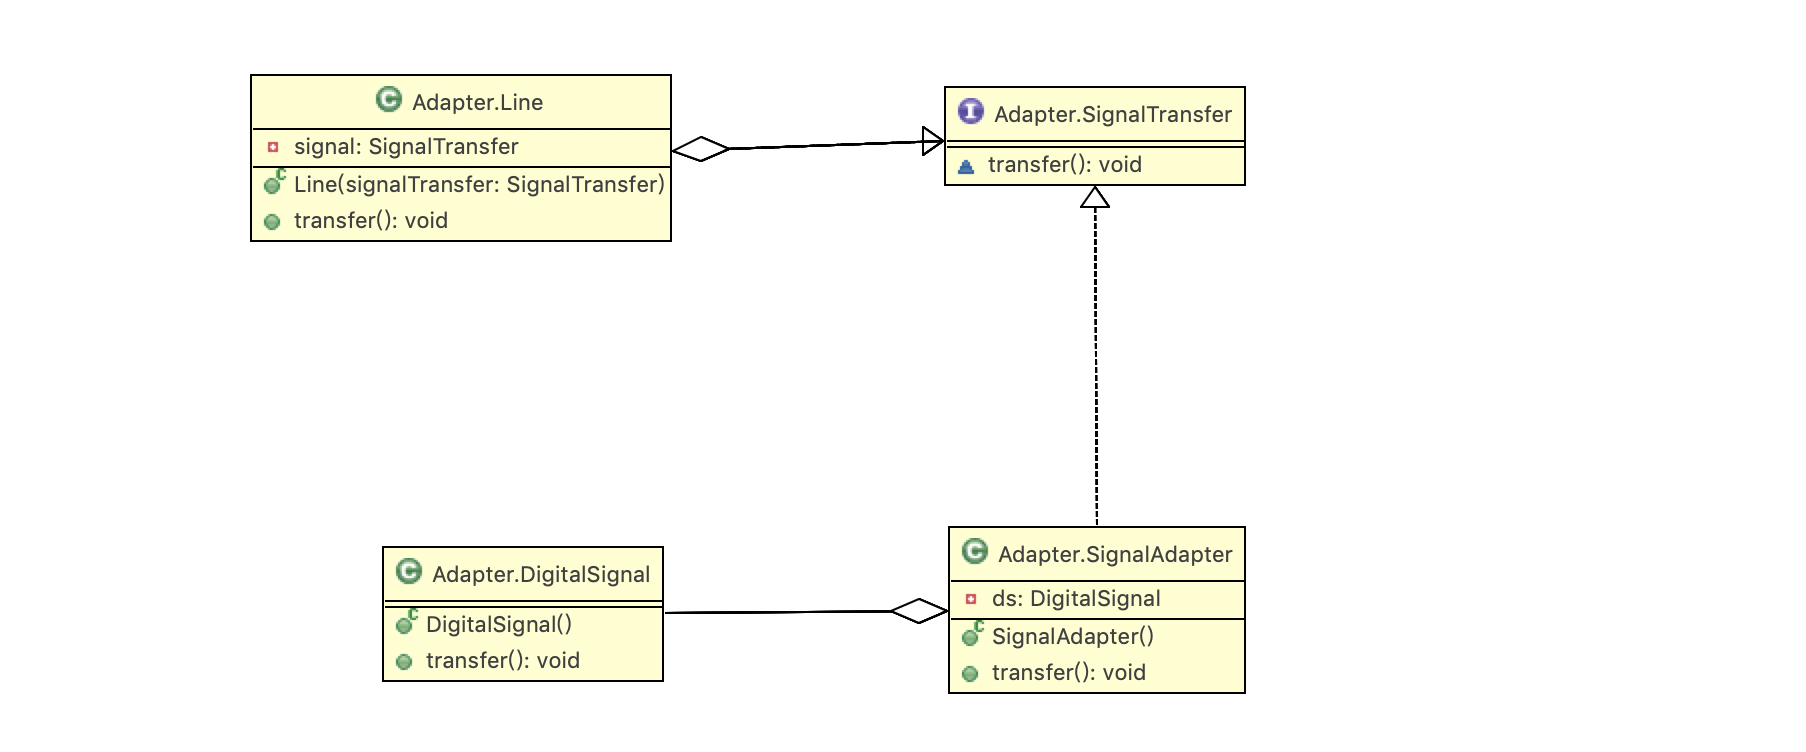 C Adapter.Line
signal: SignalTransfer
C Line(signalTransfer: SignalTransfer)
transfer(): void
I Adapter.SignalTransfer
transfer(): void
C Adapter.DigitalSignal
C DigitalSignal()
transfer(): void
C Adapter.SignalAdapter
ds: DigitalSignal
C SignalAdapter()
transfer(): void